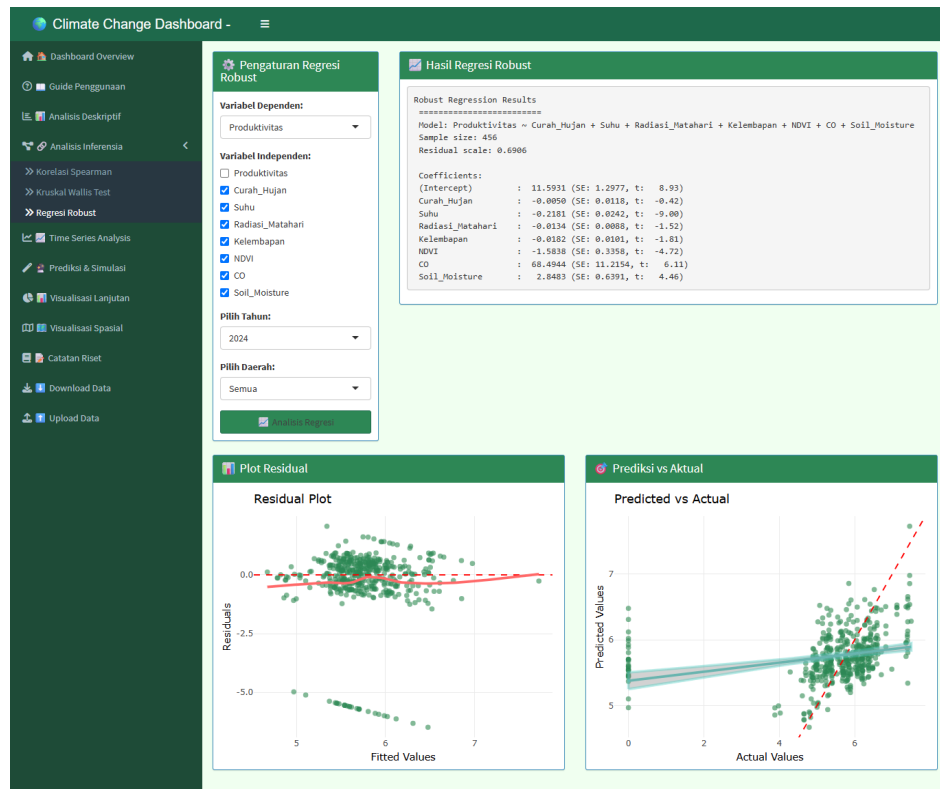 Climate Change Dashboard -
Dashboard Overview
Guide Penggunaan
Analisis Deskriptif
Analisis Inferensia
Korelasi Spearman
Kruskal Wallis Test
Regresi Robust
Time Series Analysis
Prediksi & Simulasi
Visualisasi Lanjutan
Visualisasi Spasial
Catatan Riset
Download Data
Upload Data
Pengaturan Regresi
Robust
Variabel Dependen:
Produktivitas
Variabel Independen:
Produktivitas
Curah_Hujan
Suhu
Radiasi_Matahari
Kelembapan
NDVI
CO
Soil_Moisture
Pilih Tahun:
2024
Pilih Daerah:
Semua
Analisis Regresi
Hasil Regresi Robust
Robust Regression Results
=========================
Model: Produktivitas ~ Curah_Hujan + Suhu + Radiasi_Matahari + Kelembapan + NDVI + CO + Soil_Moisture
Sample size: 456
Residual scale: 0.6906
Coefficients:
(Intercept) : 11.5931 (SE: 1.2977, t: 8.93)
Curah_Hujan : -0.0050 (SE: 0.0118, t: -0.42)
Suhu : -0.2181 (SE: 0.0242, t: -9.00)
Radiasi_Matahari : -0.0134 (SE: 0.0088, t: -1.52)
Kelembapan : -0.0182 (SE: 0.0101, t: -1.81)
NDVI : -1.5838 (SE: 0.3358, t: -4.72)
CO : 68.4944 (SE: 11.2154, t: 6.11)
Soil_Moisture : 2.8483 (SE: 0.6391, t: 4.46)
Plot Residual
Residual Plot
Residuals
0.0
-2.5
-5.0
5 6 7
Fitted Values
Prediksi vs Aktual
Predicted vs Actual
Predicted Values
7
6
5
0 2 4 6
Actual Values